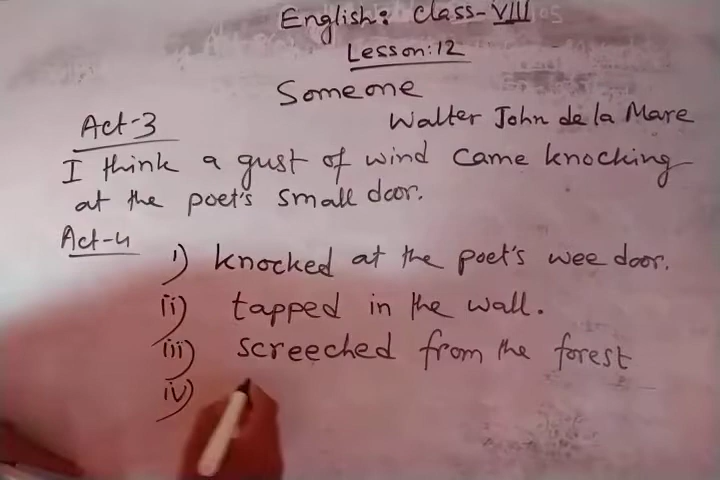 English: Class-VIII
Lesson:12
Someone
Walter John de la Mare
Act-3
I think a gust of wind came knocking
at the poet's small door.
Act-4
i) knocked at the poet's wee door.
ii) tapped in the wall.
iii) screeched from the forest
iv)